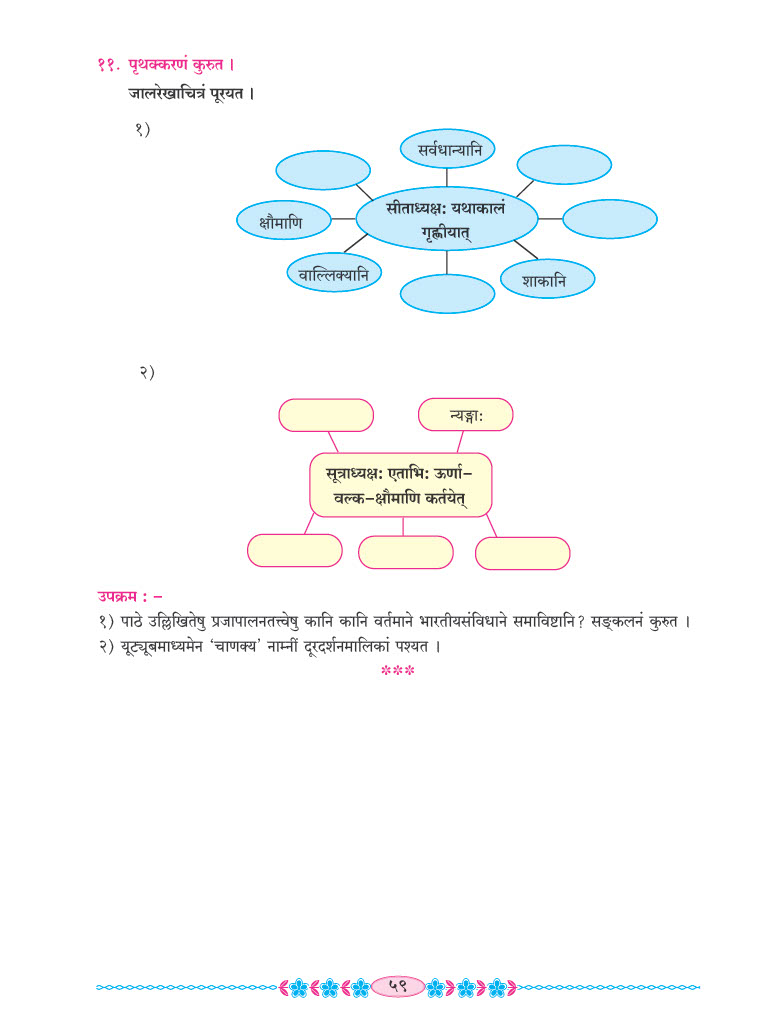 ११. पृथक्करणं कुरुत ।
जालरेखाचित्रं पूरयत ।
१)
सर्वधान्यानि
सीताध्यक्षः यथाकालं
गृह्णीयात्
क्षौमाणि
वाल्लिक्यानि
शाकानि
२)
न्यङ्गाः
सूत्राध्यक्षः एताभिः ऊर्णा-
वल्क-क्षौमाणि कर्तयेत्
उपक्रम : -
१) पाठे उल्लिखितेषु प्रजापालनतत्त्वेषु कानि कानि वर्तमाने भारतीयसंविधाने समाविष्टानि? सङ्कलनं कुरुत ।
२) यूट्यूबमाध्यमेन ‘चाणक्य’ नाम्नीं दूरदर्शनमालिकां पश्यत ।
***
५९